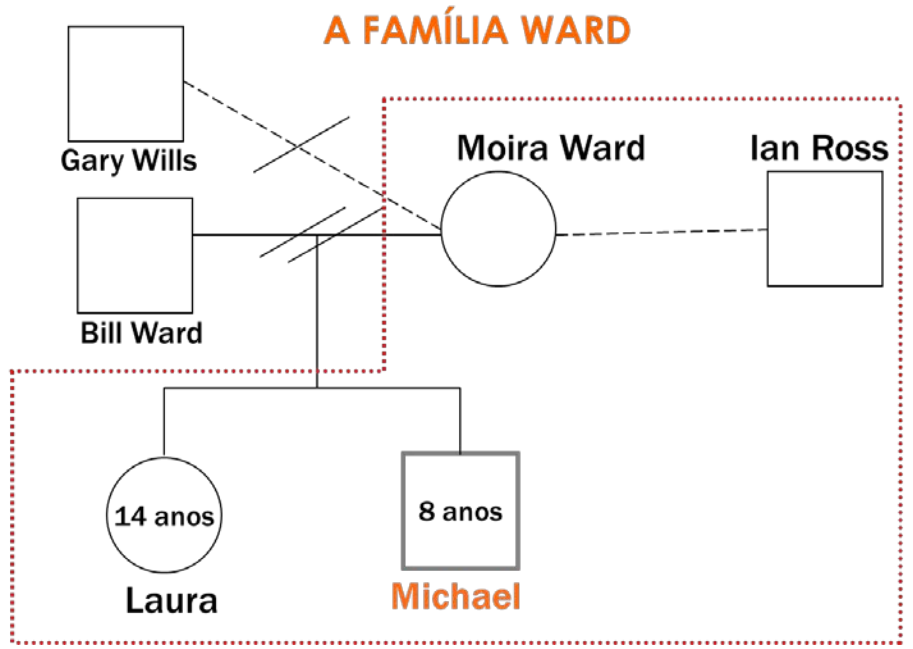 A FAMÍLIA WARD
Gary Wills
Moira Ward
Ian Ross
Bill Ward
14 anos
8 anos
Laura
Michael